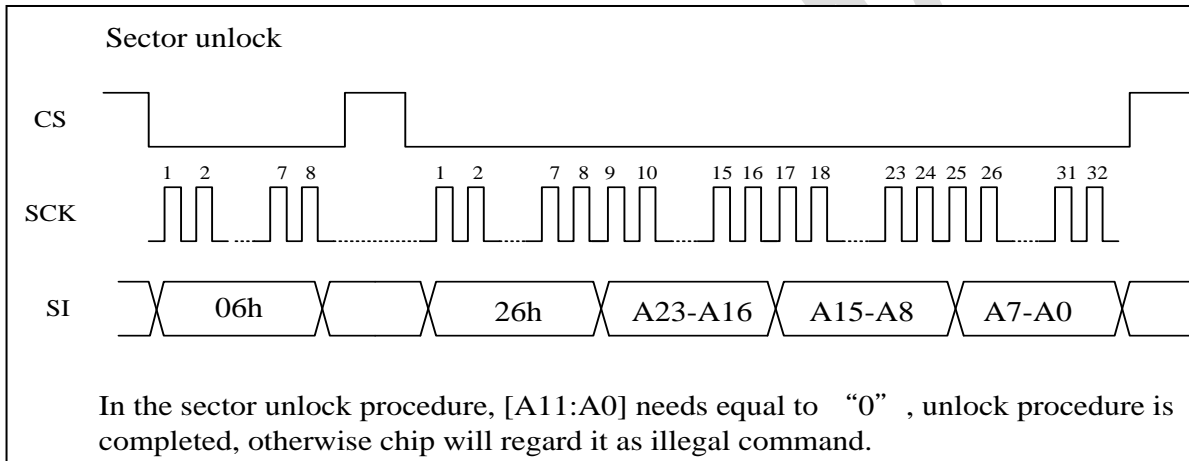 Sector unlock
CS
1 2 7 8 1 2 7 8 9 10 15 16 17 18 23 24 25 26 31 32
SCK
SI 06h 26h A23-A16 A15-A8 A7-A0
In the sector unlock procedure, [A11:A0] needs equal to “0”, unlock procedure is
completed, otherwise chip will regard it as illegal command.